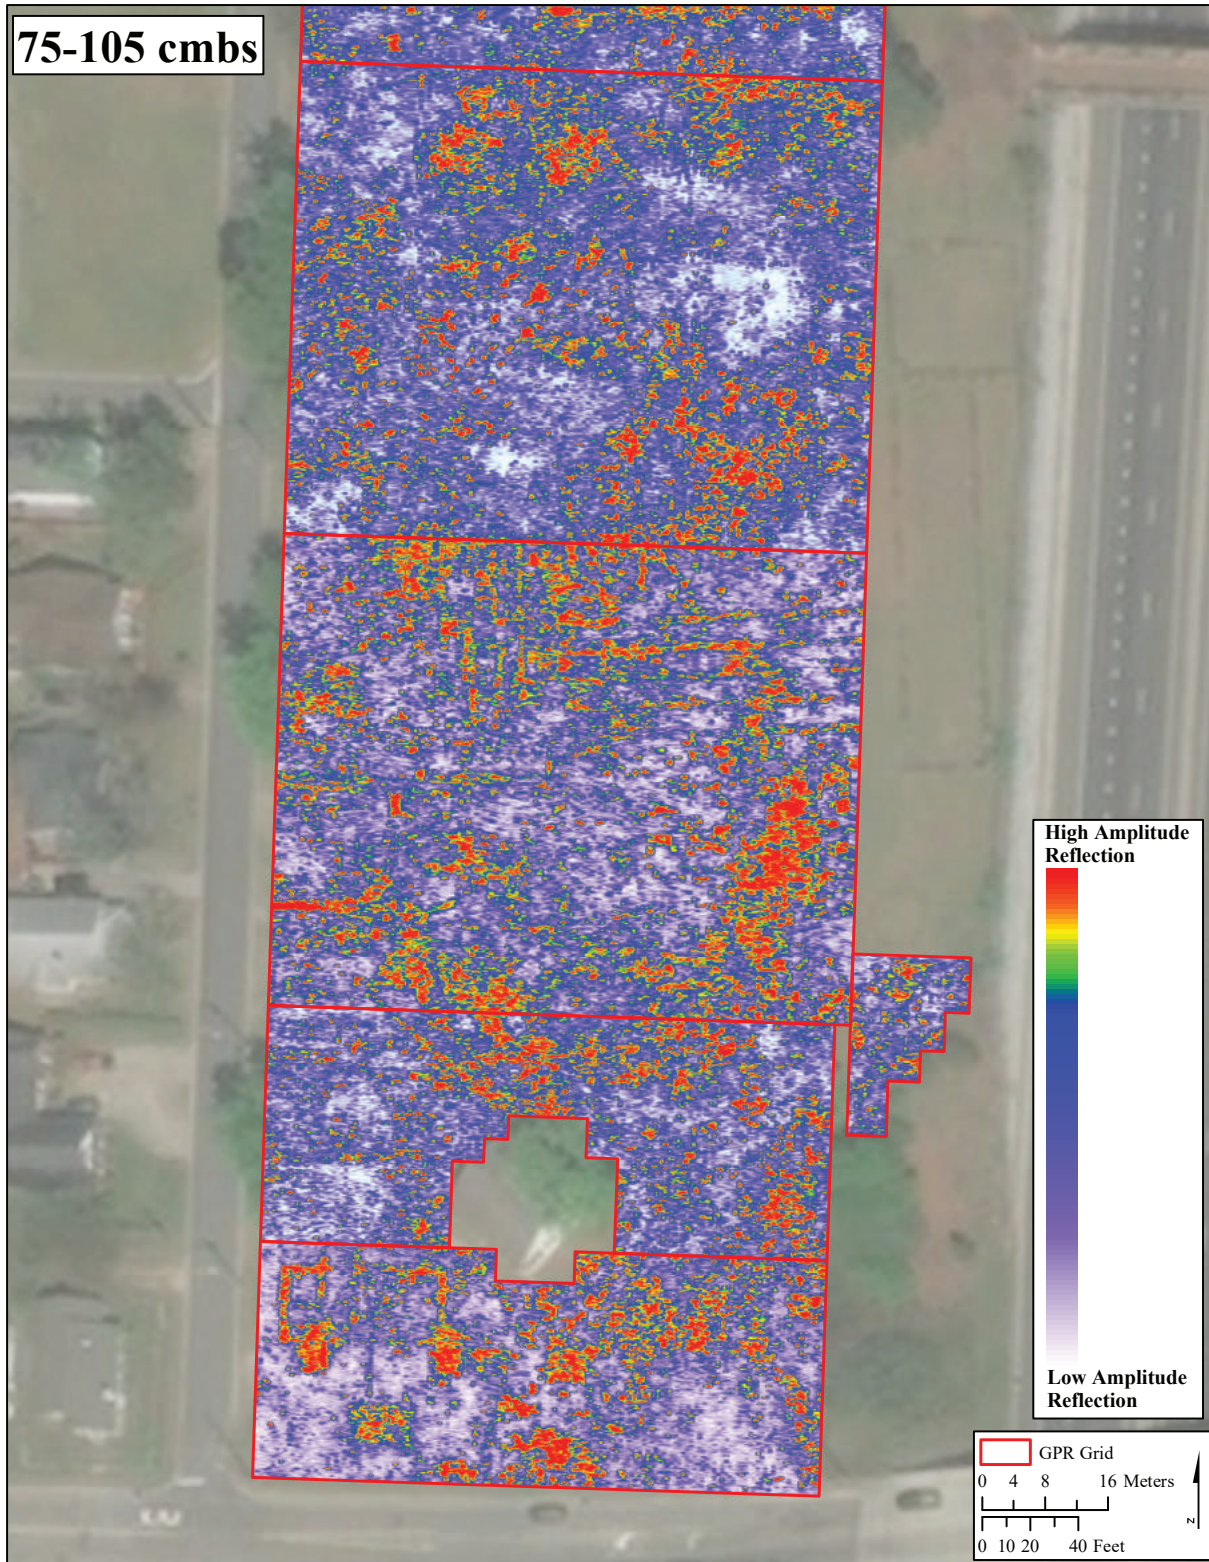 75-105 cmbs
High Amplitude
Reflection
Low Amplitude
Reflection
GPR Grid
0 4 8 16 Meters
0 10 20 40 Feet
N